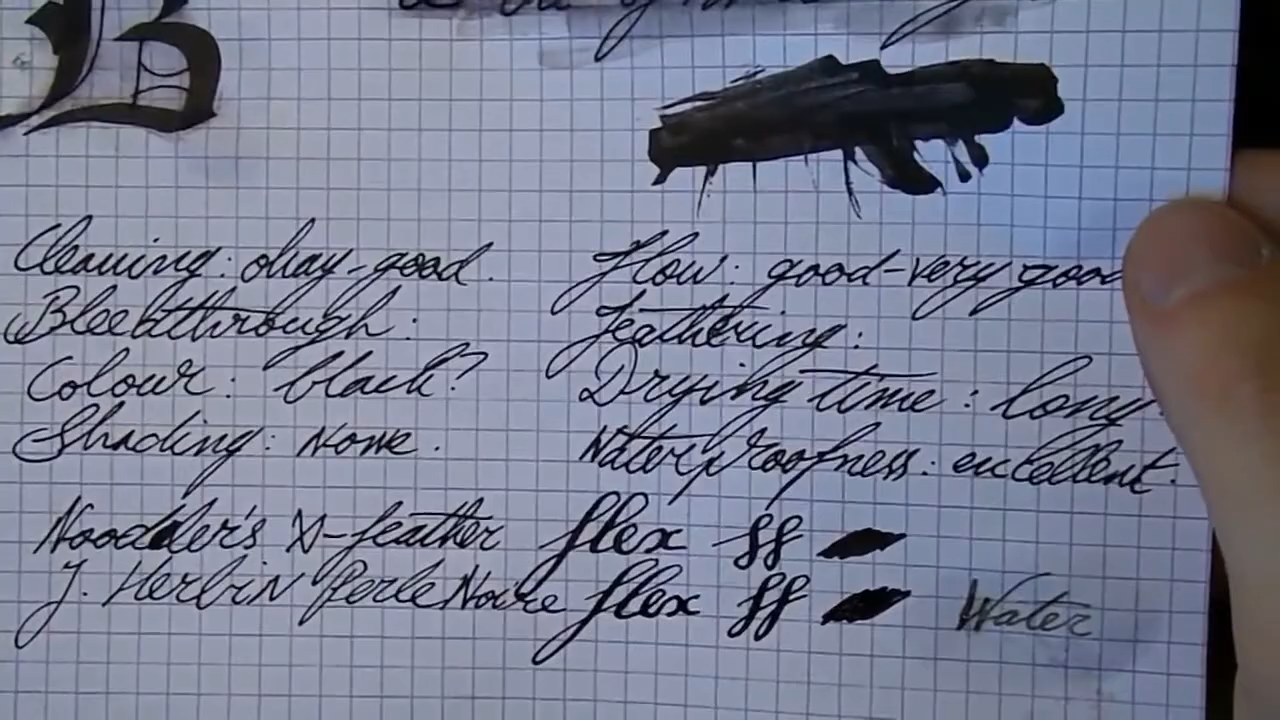 B
Cleaning: okay-good. Flow: good-very good
Bleedthrough: Feathering:
Colour: black? Drying time: long.
Shading: None. Waterproofness: excellent.
Noodler's X-feather flex ff
J. Herbin Perle Noire flex ff Water